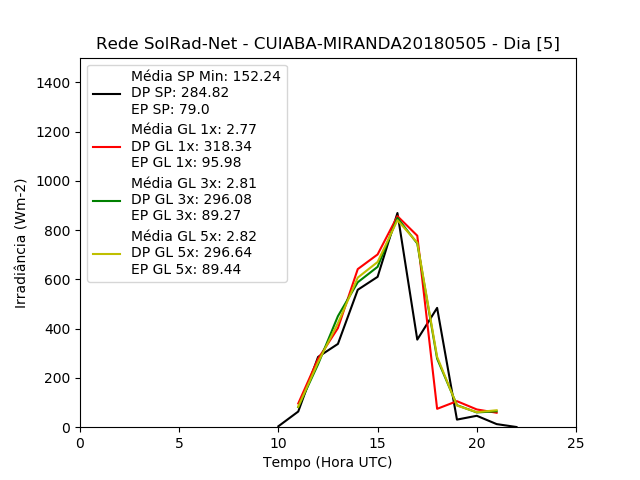 Rede SolRad-Net - CUIABA-MIRANDA20180505 - Dia [5]
Média SP Min: 152.24
DP SP: 284.82
EP SP: 79.0
Média GL 1x: 2.77
DP GL 1x: 318.34
EP GL 1x: 95.98
Média GL 3x: 2.81
DP GL 3x: 296.08
EP GL 3x: 89.27
Média GL 5x: 2.82
DP GL 5x: 296.64
EP GL 5x: 89.44
Irradiância (Wm-2)
1400
1200
1000
800
600
400
200
0
0 5 10 15 20 25
Tempo (Hora UTC)